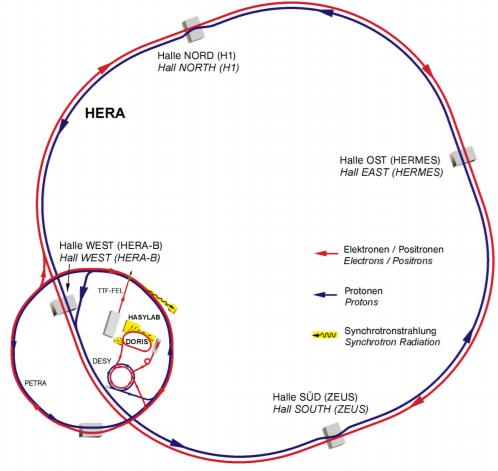 Halle NORD (H1)
Hall NORTH (H1)
HERA
Halle OST (HERMES)
Hall EAST (HERMES)
Halle WEST (HERA-B)
Hall WEST (HERA-B)
Elektronen / Positronen
Electrons / Positrons
TTF-FEL
Protonen
Protons
HASYLAB
Synchrotronstrahlung
Synchrotron Radiation
DORIS
DESY
PETRA
Halle SÜD (ZEUS)
Hall SOUTH (ZEUS)